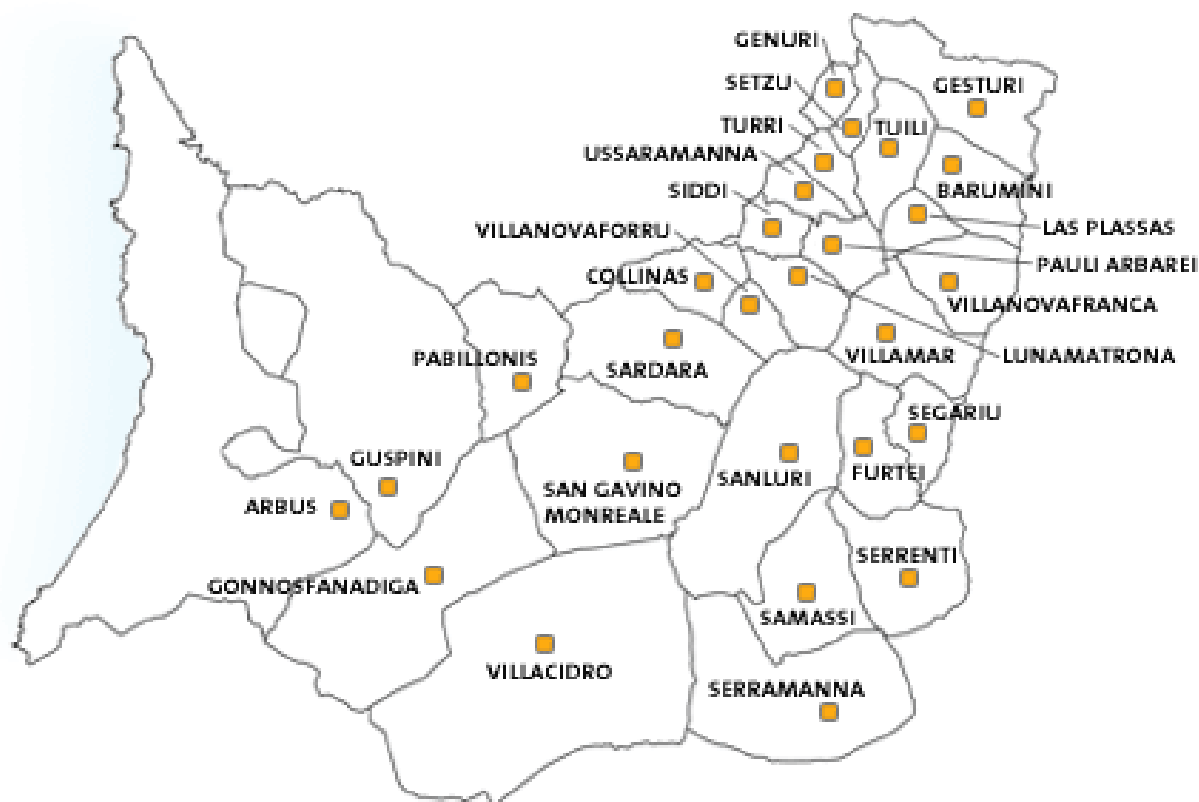 GENURI
SETZU
GESTURI
TURRI
TUILI
USSARAMANNA
SIDDI
BARUMINI
VILLANOVAFORRU
LAS PLASSAS
PAULI ARBAREI
COLLINAS
VILLANOVAFRANCA
PABILLONIS
SARDARA
VILLAMAR
LUNAMATRONA
SEGARIU
GUSPINI
SAN GAVINO
MONREALE
SANLURI
FURTEI
ARBUS
SERRENTI
GONNOSFANADIGA
SAMASSI
VILLACIDRO
SERRAMANNA